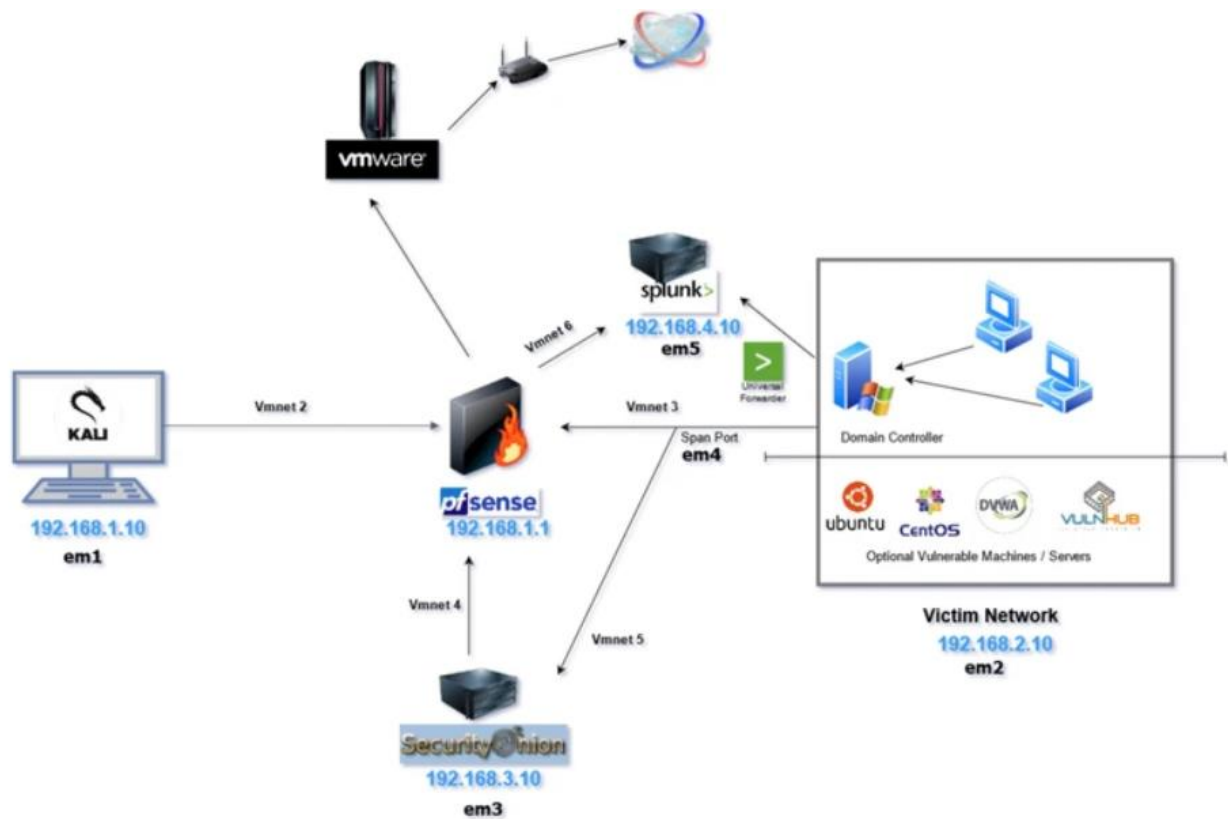 vmware
splunk>
192.168.4.10
em5
Vmnet 6
>
Universal
Forwarder
KALI
192.168.1.10
em1
Vmnet 2
pfsense
192.168.1.1
Vmnet 3
Span Port
em4
Domain Controller
ubuntu
CentOS
DVWA
VULNHUB
Optional Vulnerable Machines / Servers
Victim Network
192.168.2.10
em2
Vmnet 4
Vmnet 5
SecurityOnion
192.168.3.10
em3